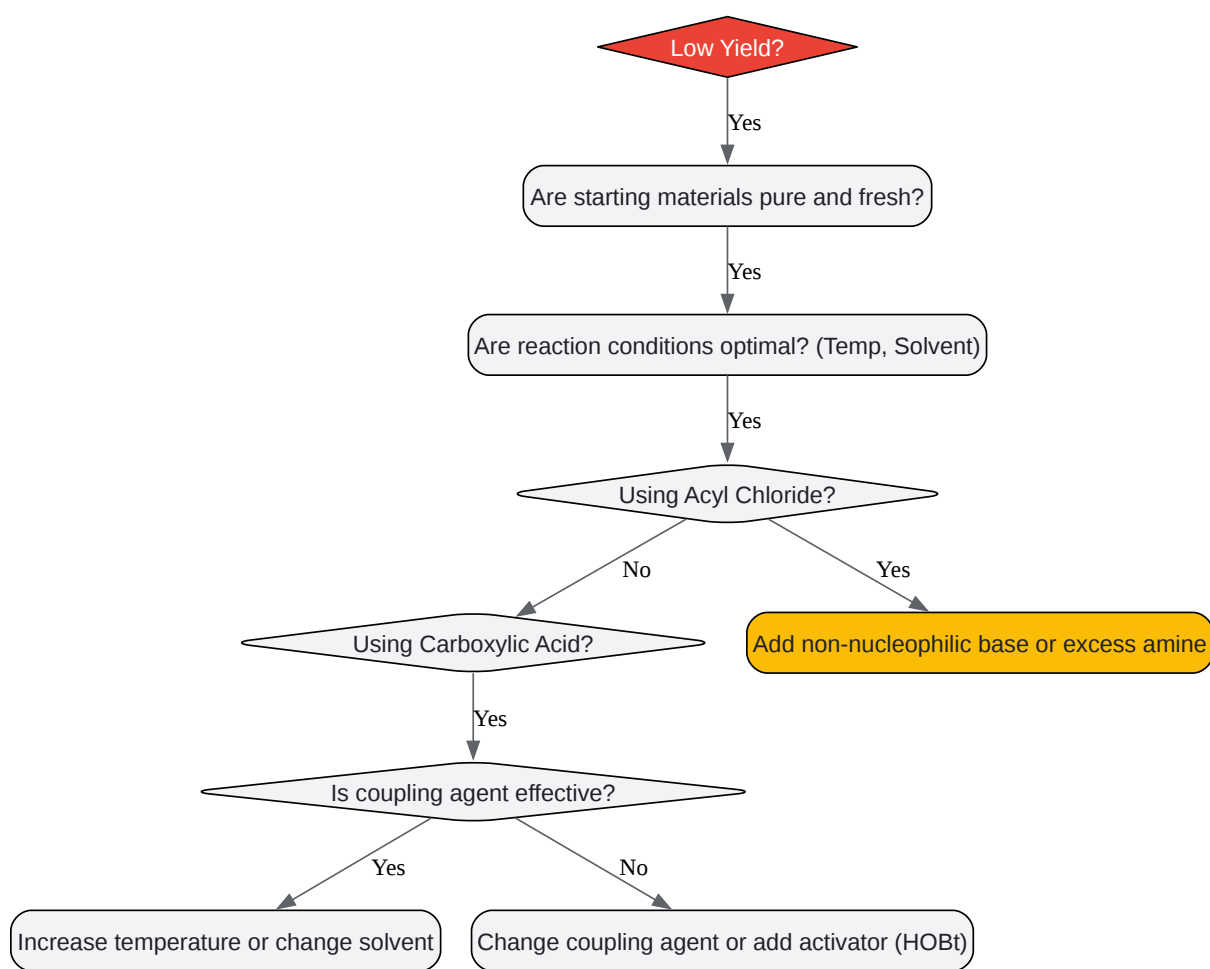 Low Yield?
Yes
Are starting materials pure and fresh?
Yes
Are reaction conditions optimal? (Temp, Solvent)
Yes
Using Acyl Chloride?
No
Yes
Using Carboxylic Acid?
Add non-nucleophilic base or excess amine
Yes
Is coupling agent effective?
Yes
No
Increase temperature or change solvent
Change coupling agent or add activator (HOBt)